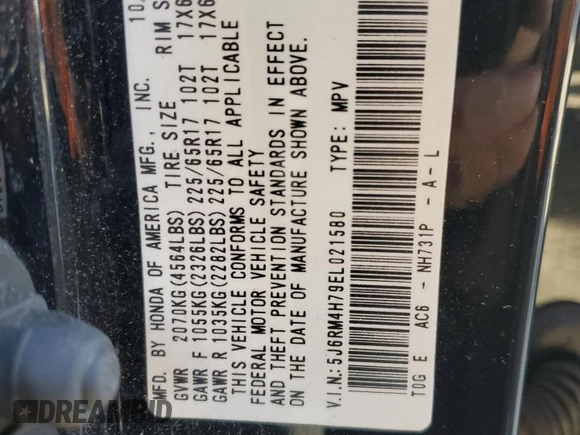 MFD. BY HONDA OF AMERICA MFG., INC. 10/
GVWR 2070KG(4564LBS) TIRE SIZE RIM S
GAWR F 1055KG(2326LBS) 225/65R17 102T 17X6
GAWR R 1035KG(2282LBS) 225/65R17 102T 17X6
THIS VEHICLE CONFORMS TO ALL APPLICABLE
FEDERAL MOTOR VEHICLE SAFETY
AND THEFT PREVENTION STANDARDS IN EFFECT
ON THE DATE OF MANUFACTURE SHOWN ABOVE.
V.I.N.:5J6RM4H79EL021580 TYPE: MPV
T0G E AC6 - NH731P - A - L
DREAMBID